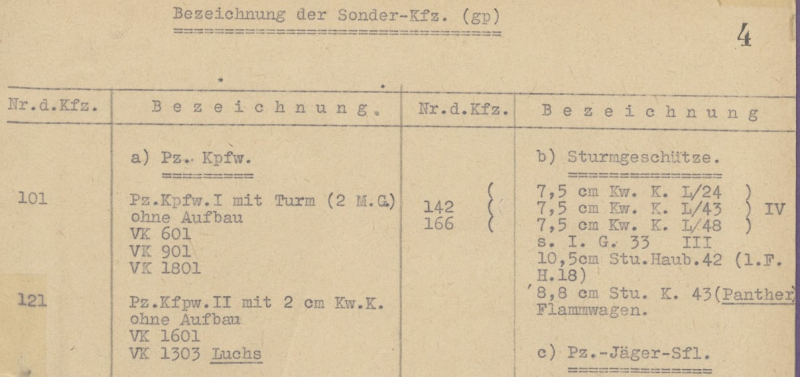 Bezeichnung der Sonder-Kfz. (gp)
4
Nr.d.Kfz. Bezeichnung. Nr.d.Kfz. Bezeichnung
a) Pz. Kpfw.
101 Pz.Kpfw.I mit Turm (2 M.G.)
ohne Aufbau
VK 601
VK 901
VK 1801
121 Pz.Kfpw.II mit 2 cm Kw.K.
ohne Aufbau
VK 1601
VK 1303 Luchs
b) Sturmgeschütze.
( 7,5 cm Kw. K. L/24 )
142 ( 7,5 cm Kw. K. L/43 ) IV
166 ( 7,5 cm Kw. K. L/48 )
s. I. G. 33 III
10,5cm Stu.Haub.42 (l.F.
H.18)
8,8 cm Stu. K. 43(Panther)
Flammwagen.
c) Pz.-Jäger-Sfl.